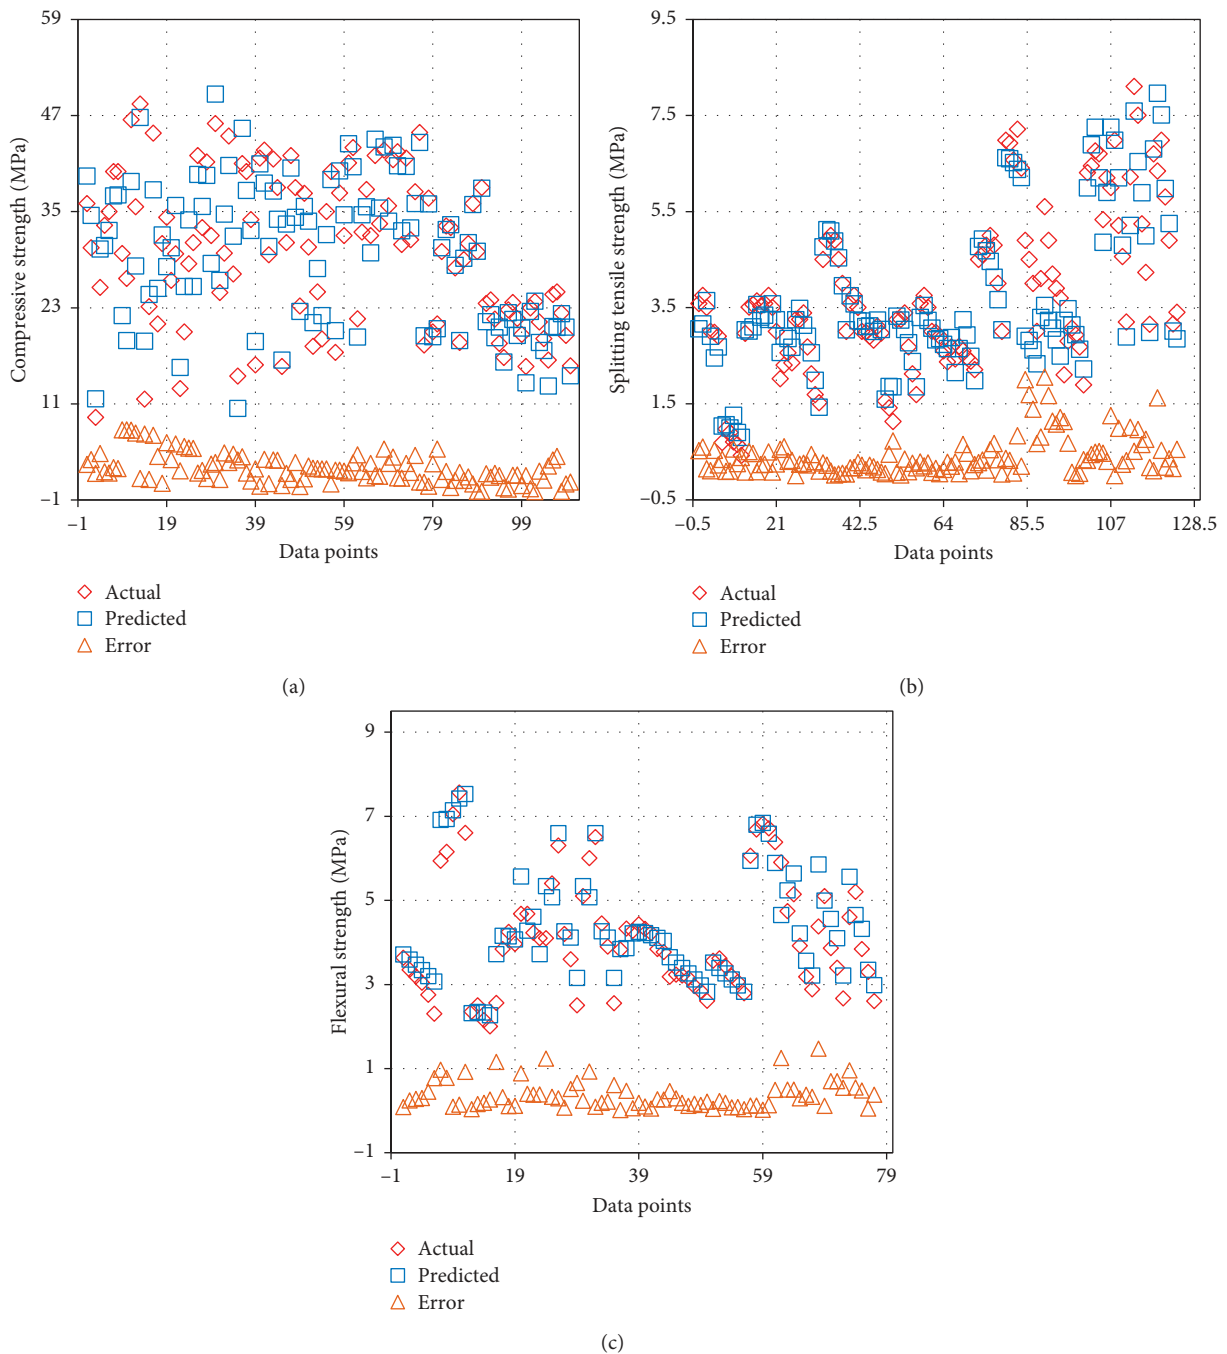 59
47
35
23
11
−1
Compressive strength (MPa)
−1 19 39 59 79 99
Data points
Actual
Predicted
Error
(a)
9.5
7.5
5.5
3.5
1.5
−0.5
Splitting tensile strength (MPa)
−0.5 21 42.5 64 85.5 107 128.5
Data points
Actual
Predicted
Error
(b)
9
7
5
3
1
−1
Flexural strength (MPa)
−1 19 39 59 79
Data points
Actual
Predicted
Error
(c)